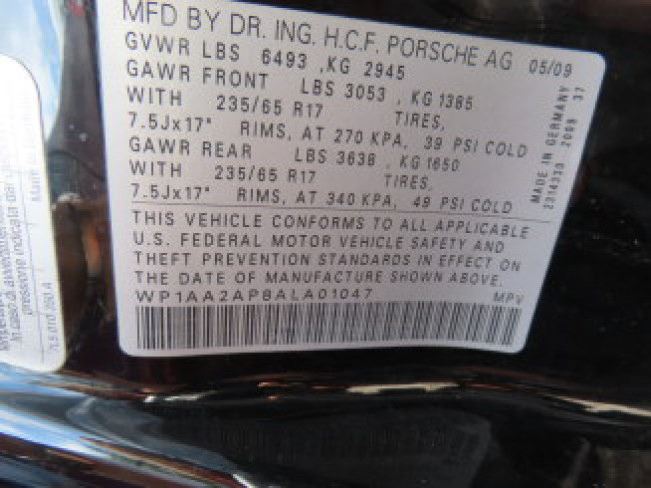 MFD BY DR. ING. H.C.F. PORSCHE AG 05/09
GVWR LBS 6493 , KG 2945
GAWR FRONT LBS 3053 , KG 1385
WITH 235/65 R17 TIRES,
7.5Jx17" RIMS, AT 270 KPA, 39 PSI COLD
GAWR REAR LBS 3638 , KG 1650
WITH 235/65 R17 TIRES,
7.5Jx17" RIMS, AT 340 KPA, 49 PSI COLD
THIS VEHICLE CONFORMS TO ALL APPLICABLE
U.S. FEDERAL MOTOR VEHICLE SAFETY AND
THEFT PREVENTION STANDARDS IN EFFECT ON
THE DATE OF MANUFACTURE SHOWN ABOVE.
WP1AA2AP8ALA01047 MPV
MADE IN GERMANY
pressione indicata